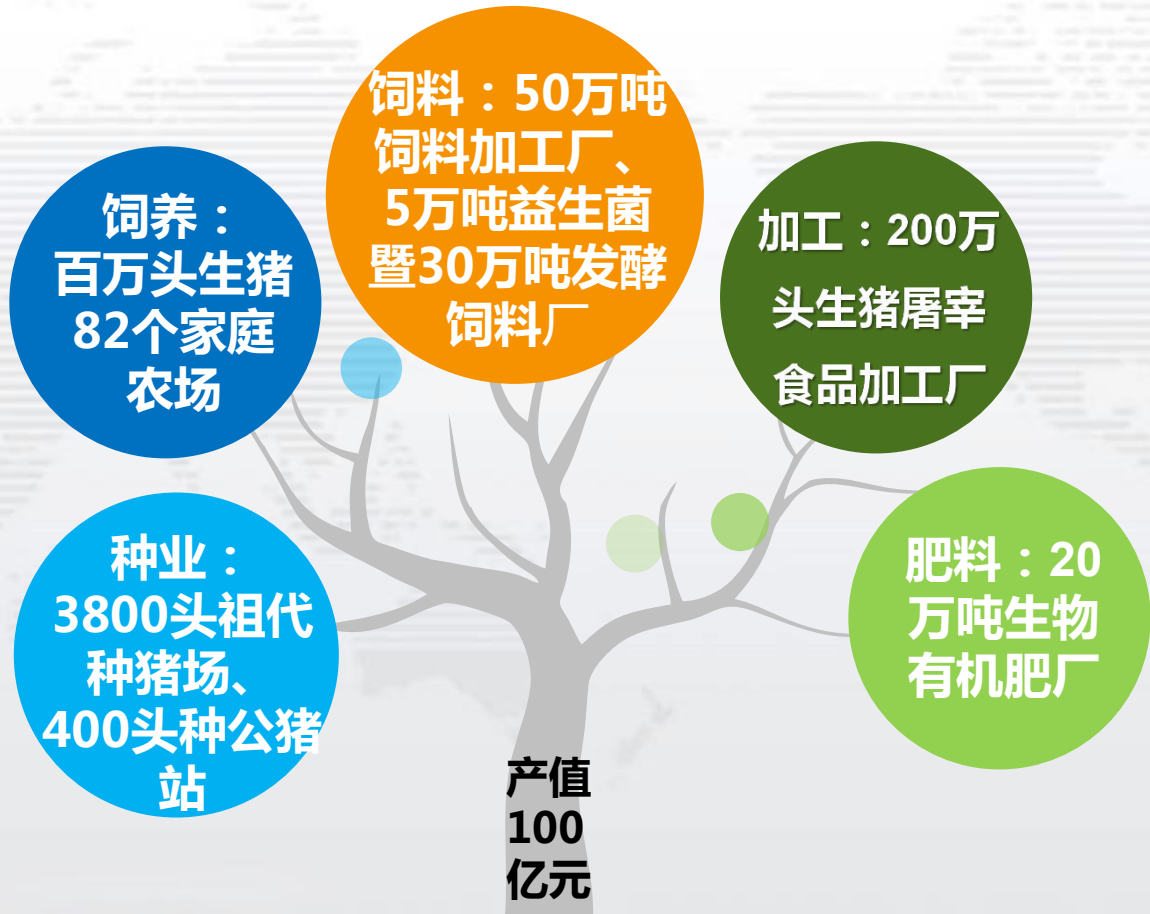 饲料：50万吨
饲料加工厂、
5万吨益生菌
暨30万吨发酵
饲料厂
饲养：
百万头生猪
82个家庭
农场
加工：200万
头生猪屠宰
食品加工厂
种业：
3800头祖代
种猪场、
400头种公猪
站
肥料：20
万吨生物
有机肥厂
产值
100
亿元